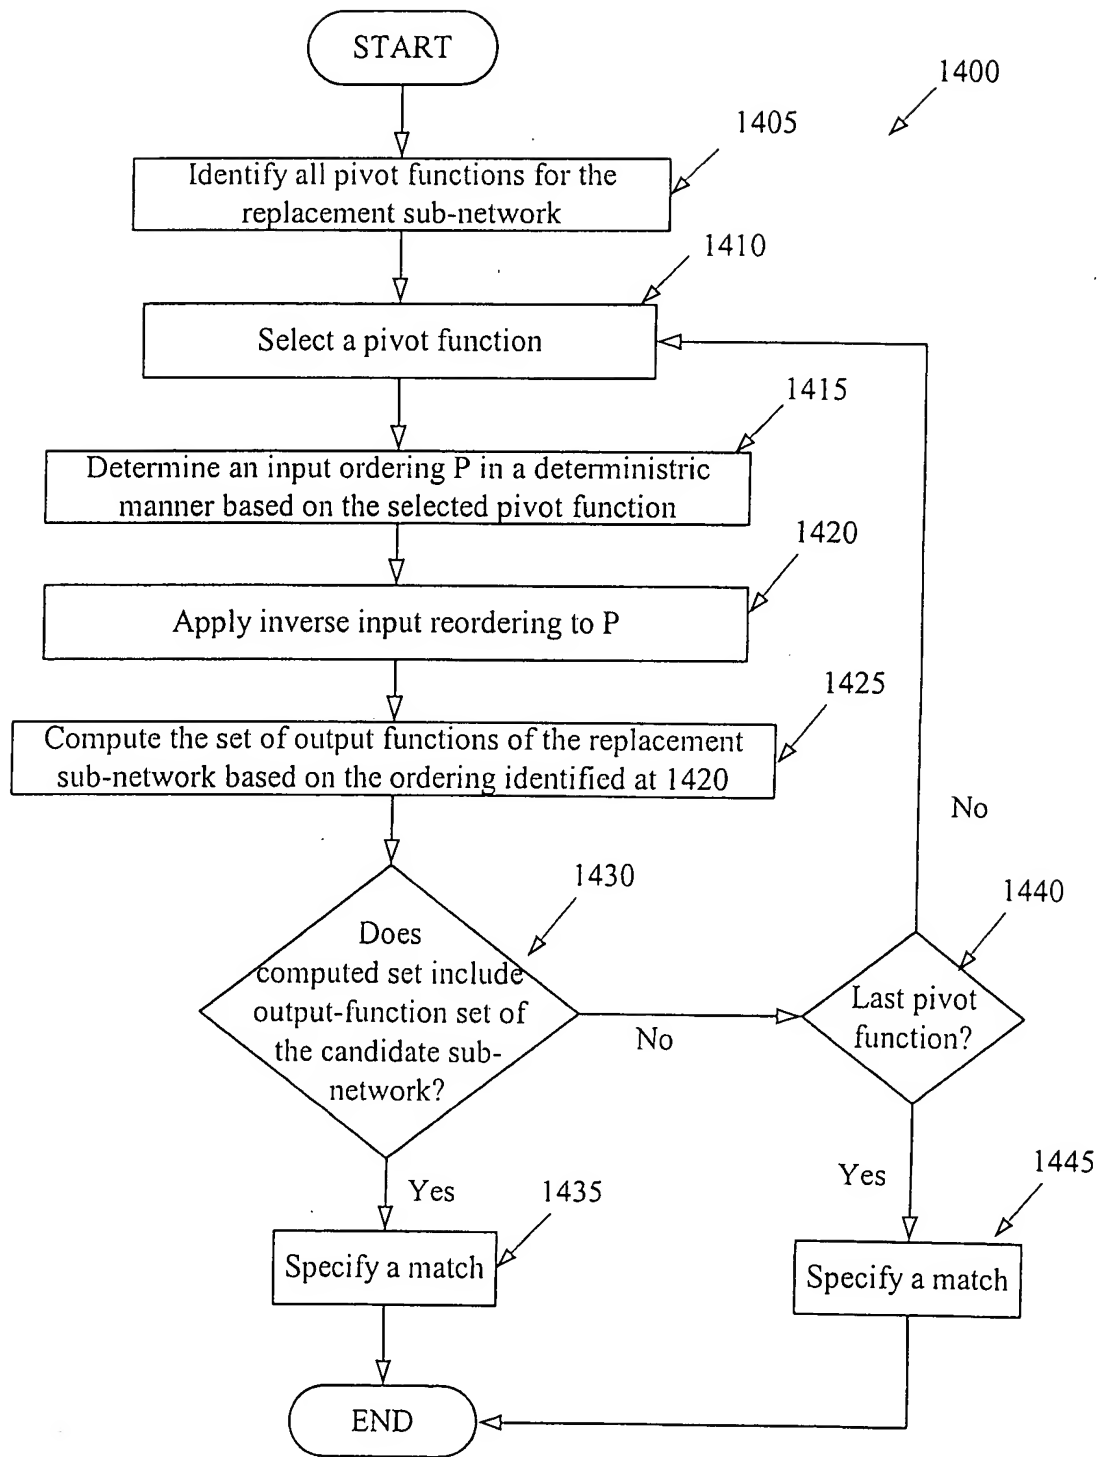 START
1400
1405
Identify all pivot functions for the
replacement sub-network
1410
Select a pivot function
1415
Determine an input ordering P in a deterministric
manner based on the selected pivot function
1420
Apply inverse input reordering to P
1425
Compute the set of output functions of the replacement
sub-network based on the ordering identified at 1420
No
1430
1440
Does
computed set include
output-function set of
the candidate sub-
network?
No
Last pivot
function?
Yes
1435
Yes
1445
Specify a match
Specify a match
END